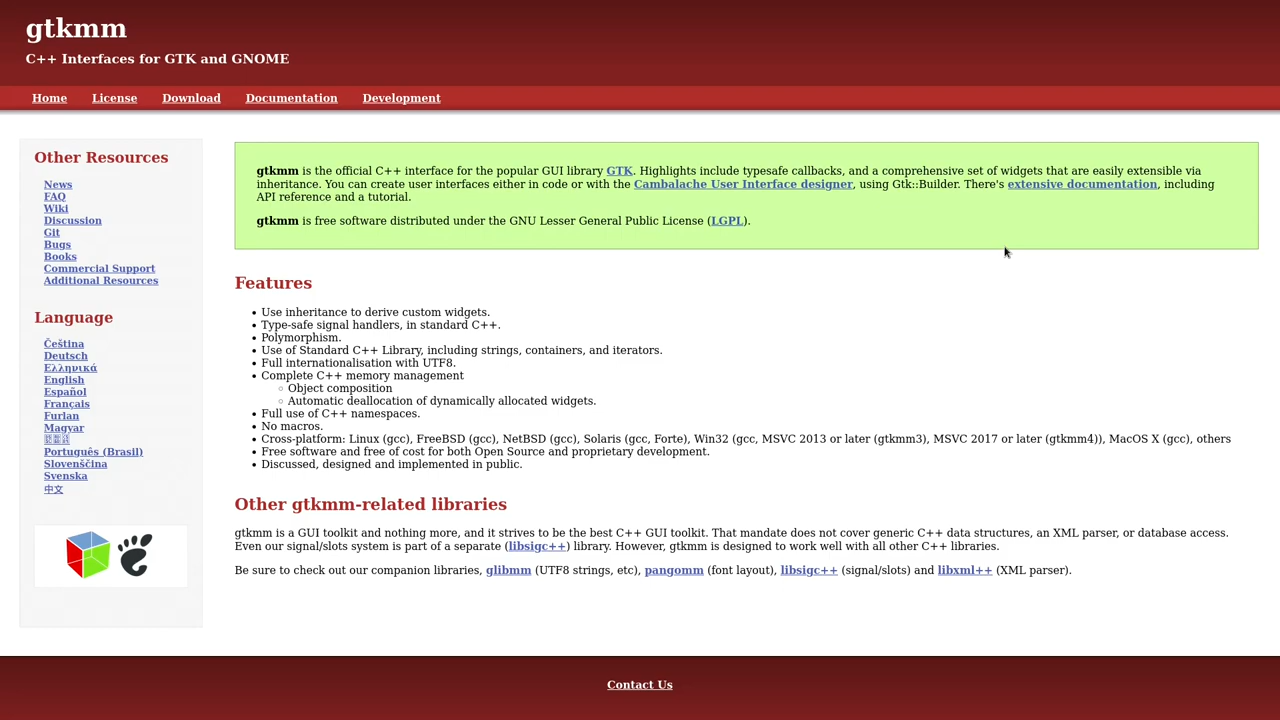 gtkmm
C++ Interfaces for GTK and GNOME
Home License Download Documentation Development
Other Resources
News
FAQ
Wiki
Discussion
Git
Bugs
Books
Commercial Support
Additional Resources
Language
Čeština
Deutsch
Ελληνικά
English
Español
Français
Furlan
Magyar
Português (Brasil)
Slovenščina
Svenska
中文
gtkmm is the official C++ interface for the popular GUI library GTK. Highlights include typesafe callbacks, and a comprehensive set of widgets that are easily extensible via
inheritance. You can create user interfaces either in code or with the Cambalache User Interface designer, using Gtk::Builder. There's extensive documentation, including
API reference and a tutorial.
gtkmm is free software distributed under the GNU Lesser General Public License (LGPL).
Features
• Use inheritance to derive custom widgets.
• Type-safe signal handlers, in standard C++.
• Polymorphism.
• Use of Standard C++ Library, including strings, containers, and iterators.
• Full internationalisation with UTF8.
• Complete C++ memory management
◦ Object composition
◦ Automatic deallocation of dynamically allocated widgets.
• Full use of C++ namespaces.
• No macros.
• Cross-platform: Linux (gcc), FreeBSD (gcc), NetBSD (gcc), Solaris (gcc, Forte), Win32 (gcc, MSVC 2013 or later (gtkmm3), MSVC 2017 or later (gtkmm4)), MacOS X (gcc), others
• Free software and free of cost for both Open Source and proprietary development.
• Discussed, designed and implemented in public.
Other gtkmm-related libraries
gtkmm is a GUI toolkit and nothing more, and it strives to be the best C++ GUI toolkit. That mandate does not cover generic C++ data structures, an XML parser, or database access.
Even our signal/slots system is part of a separate (libsigc++) library. However, gtkmm is designed to work well with all other C++ libraries.
Be sure to check out our companion libraries, glibmm (UTF8 strings, etc), pangomm (font layout), libsigc++ (signal/slots) and libxml++ (XML parser).
Contact Us